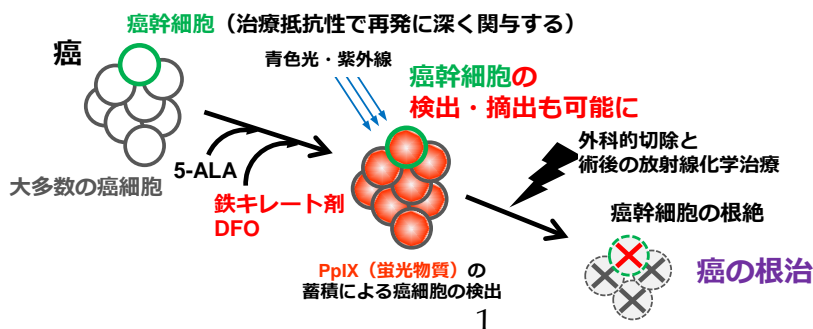 癌幹細胞（治療抵抗性で再発に深く関与する）
癌
青色光・紫外線
癌幹細胞の
検出・摘出も可能に
外科的切除と
術後の放射線化学治療
5-ALA
大多数の癌細胞
鉄キレート剤
DFO
癌幹細胞の根絶
癌の根治
PpIX（蛍光物質）の
蓄積による癌細胞の検出
1